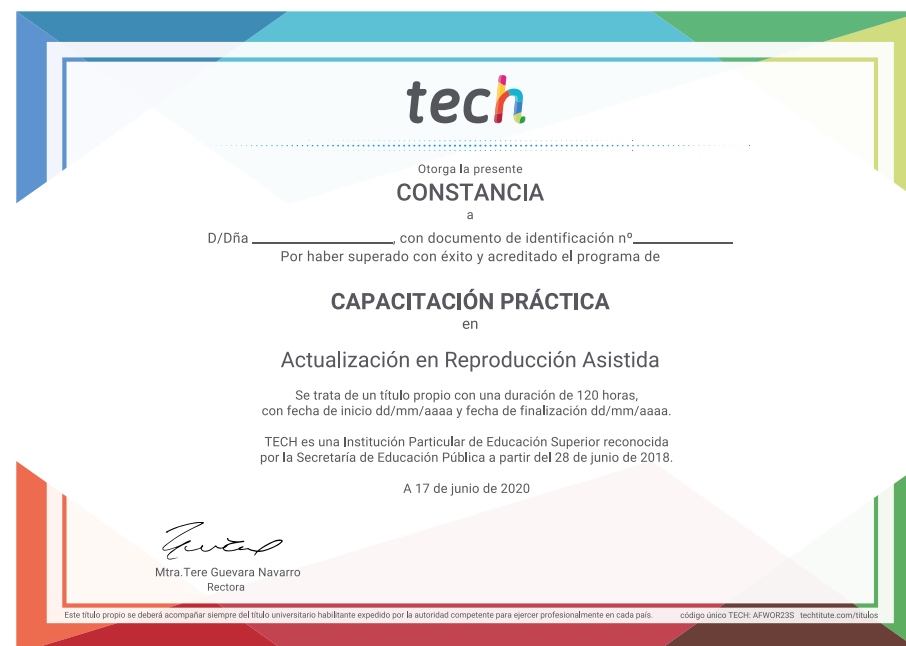 tech
Otorga la presente
CONSTANCIA
a
D/Dña ____________________, con documento de identificación nº______________
Por haber superado con éxito y acreditado el programa de
CAPACITACIÓN PRÁCTICA
en
Actualización en Reproducción Asistida
Se trata de un título propio con una duración de 120 horas,
con fecha de inicio dd/mm/aaaa y fecha de finalización dd/mm/aaaa.
TECH es una Institución Particular de Educación Superior reconocida
por la Secretaría de Educación Pública a partir del 28 de junio de 2018.
A 17 de junio de 2020
Mtra.Tere Guevara Navarro
Rectora
Este título propio se deberá acompañar siempre del título universitario habilitante expedido por la autoridad competente para ejercer profesionalmente en cada país. código único TECH: AFWOR23S techtitute.com/titulos